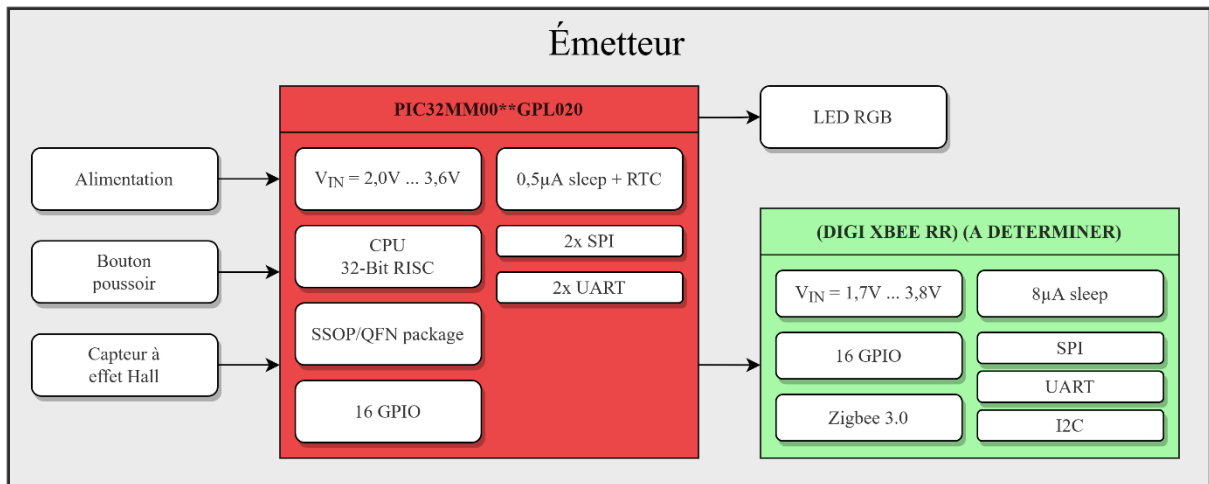 Émetteur
Alimentation
Bouton
poussoir
Capteur à
effet Hall
PIC32MM00**GPL020
VIN = 2,0V ... 3,6V
0,5µA sleep + RTC
CPU
32-Bit RISC
2x SPI
2x UART
SSOP/QFN package
16 GPIO
LED RGB
(DIGI XBEE RR) (A DETERMINER)
VIN = 1,7V ... 3,8V
8µA sleep
16 GPIO
SPI
UART
Zigbee 3.0
I2C